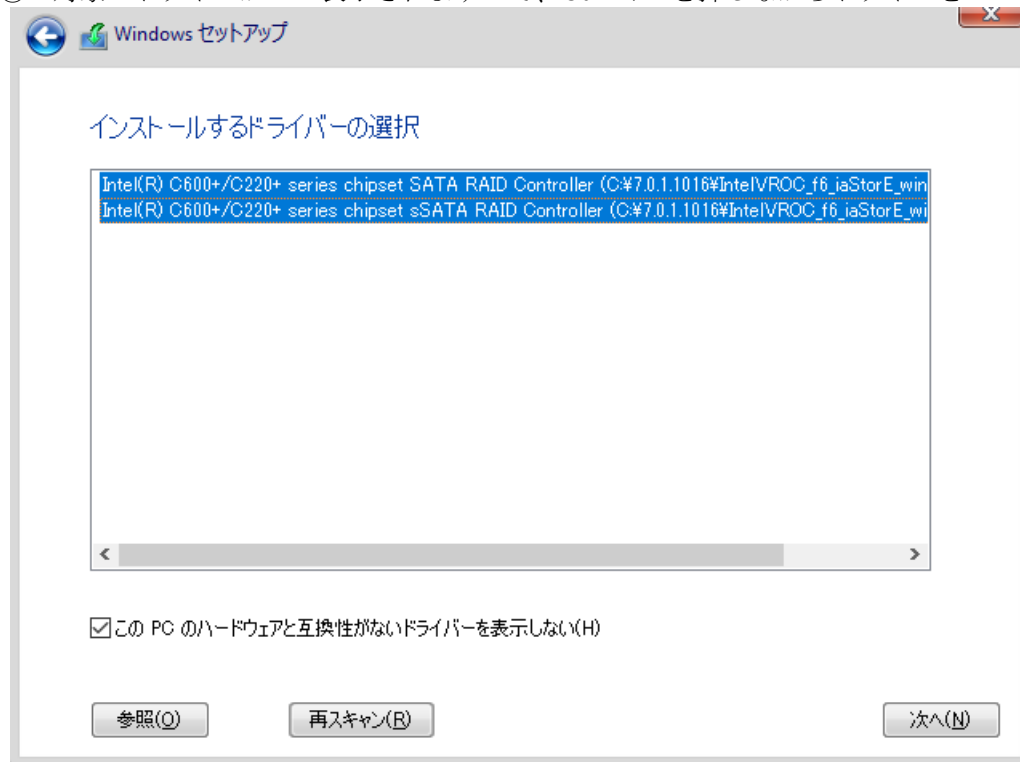 Windows セットアップ
インストールするドライバーの選択
Intel(R) C600+/C220+ series chipset SATA RAID Controller (C:¥7.0.1.1016¥IntelVROC_f6_iaStorE_win
Intel(R) C600+/C220+ series chipset sSATA RAID Controller (C:¥7.0.1.1016¥IntelVROC_f6_iaStorE_wi
このPC のハードウェアと互換性がないドライバーを表示しない(H)
参照(O)
再スキャン(R)
次へ(N)